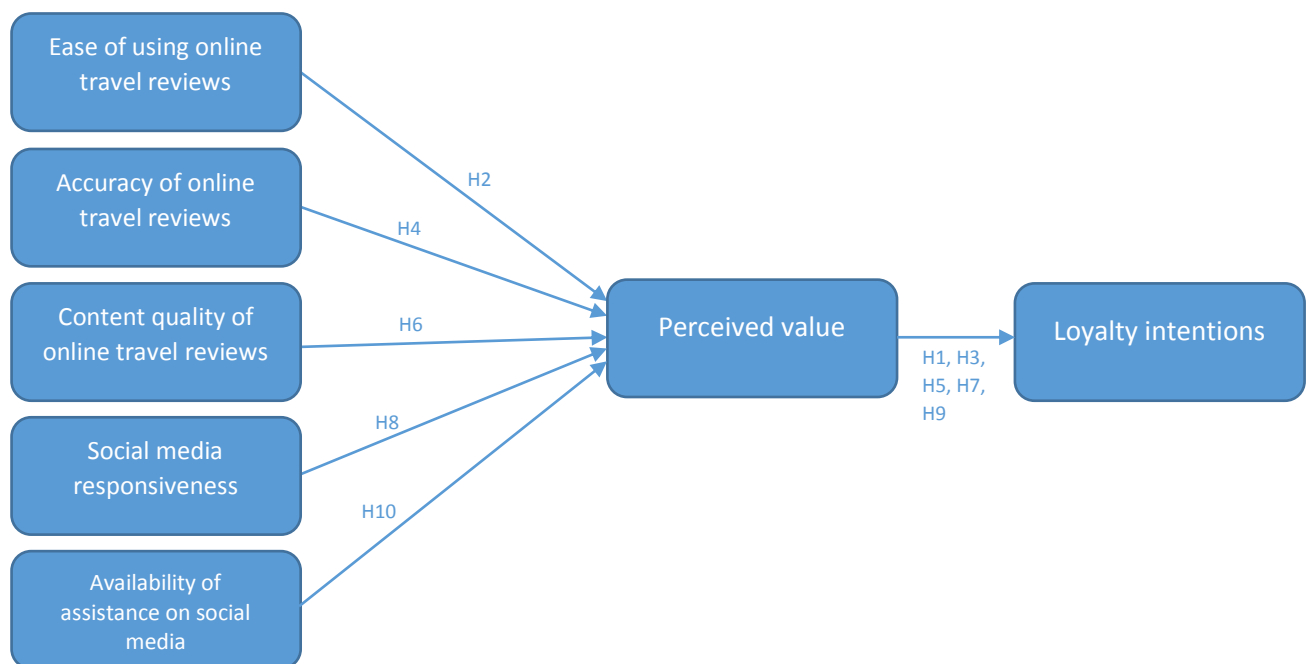 Ease of using online
travel reviews
Accuracy of online
travel reviews
Content quality of
online travel reviews
Social media
responsiveness
Availability of
assistance on social
media
H2
H4
H6
H8
H10
Perceived value
H1, H3,
H5, H7,
H9
Loyalty intentions